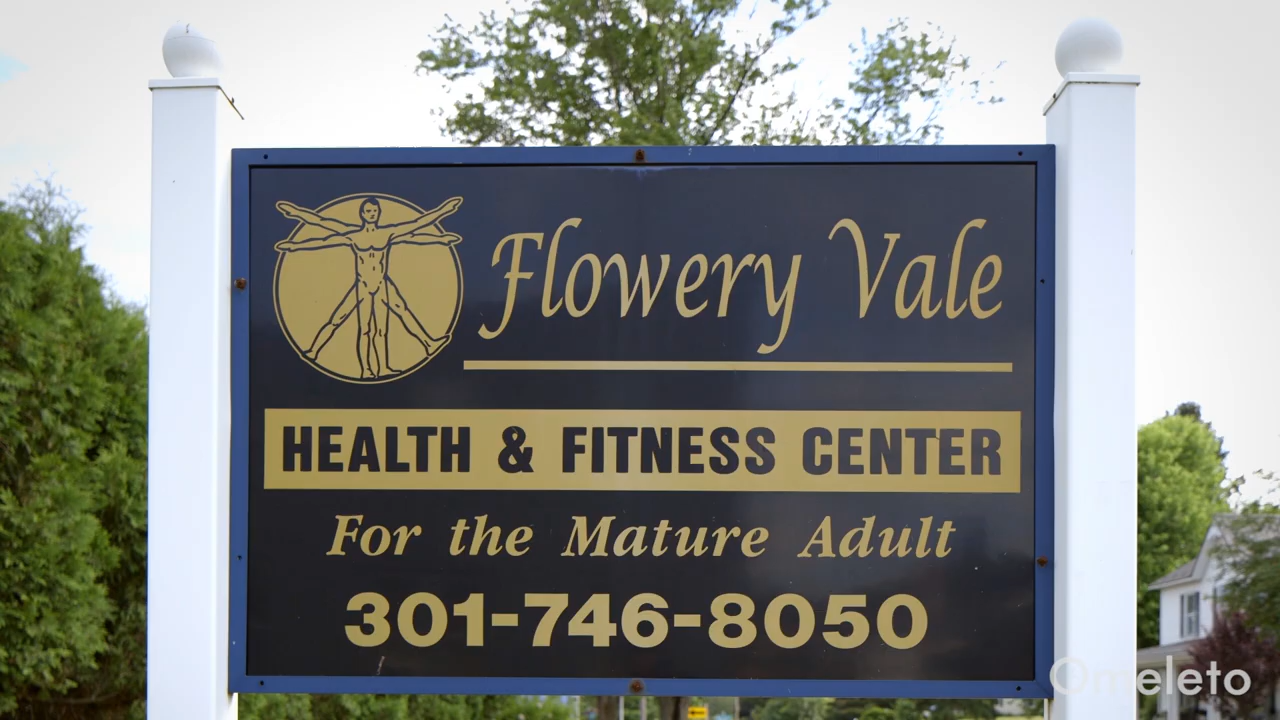 Flowery Vale
HEALTH & FITNESS CENTER
For the Mature Adult
301-746-8050
Omeleto